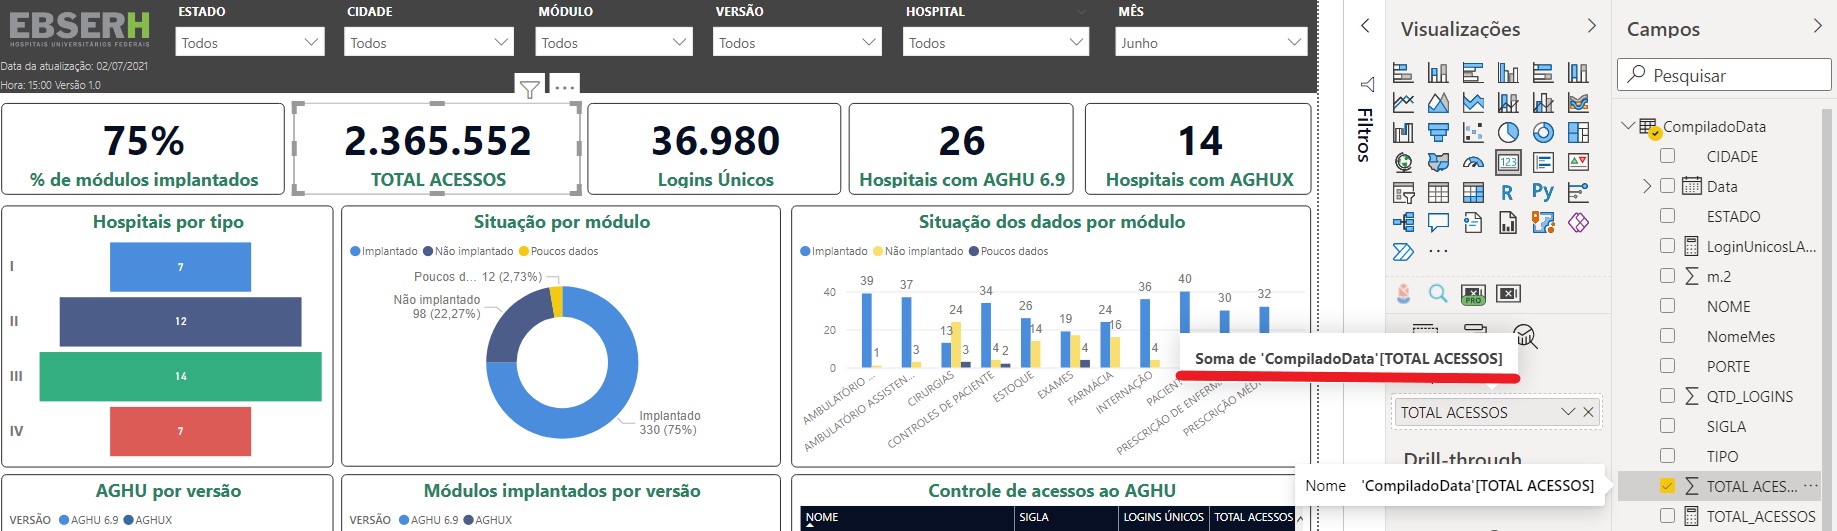 EBSERH
HOSPITAIS UNIVERSITÁRIOS FEDERAIS
Data da atualização: 02/07/2021
Hora: 15:00 Versão 1.0
ESTADO
Todos
CIDADE
Todos
MÓDULO
Todos
VERSÃO
Todos
HOSPITAL
Todos
MÊS
Junho
75%
% de módulos implantados
2.365.552
TOTAL ACESSOS
36.980
Logins Únicos
26
Hospitais com AGHU 6.9
14
Hospitais com AGHUX
Hospitais por tipo
I
7
II
12
III
14
IV
7
Situação por módulo
Implantado Não implantado Poucos dados
Poucos d... 12 (2,73%)
Não implantado
98 (22,27%)
Implantado
330 (75%)
Situação dos dados por módulo
Implantado Não implantado Poucos dados
40
20
0
39 1 37 3 13 24 3 34 4 2 26 14 19 4 24 16 36 4 40 30 32
AMBULATÓRIO ...
AMBULATÓRIO ASSISTEN...
CIRURGIAS
CONTROLES DE PACIENTE
ESTOQUE
EXAMES
FARMÁCIA
INTERNAÇÃO
AGHU por versão
VERSÃO AGHU 6.9 AGHUX
Módulos implantados por versão
VERSÃO AGHU 6.9 AGHUX
Controle de acessos ao AGHU
NOME SIGLA LOGINS ÚNICOS TOTAL ACESSOS
Filtros
Visualizações
123
R
Py
...
PRO
Soma de 'CompiladoData'[TOTAL ACESSOS]
TOTAL ACESSOS
Drill-through
Nome 'CompiladoData'[TOTAL ACESSOS]
Campos
Pesquisar
CompiladoData
CIDADE
Data
ESTADO
LoginUnicosLA...
m.2
NOME
NomeMes
PORTE
QTD_LOGINS
SIGLA
TIPO
TOTAL ACES... ...
TOTAL_ACESSOS